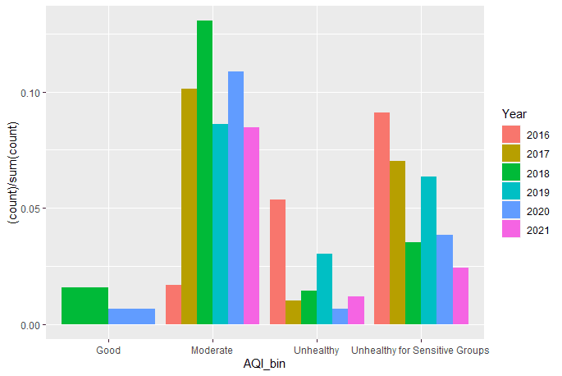 (count)/sum(count)
0.10
0.05
0.00
Good
Moderate
Unhealthy
Unhealthy for Sensitive Groups
AQI_bin
Year
2016
2017
2018
2019
2020
2021